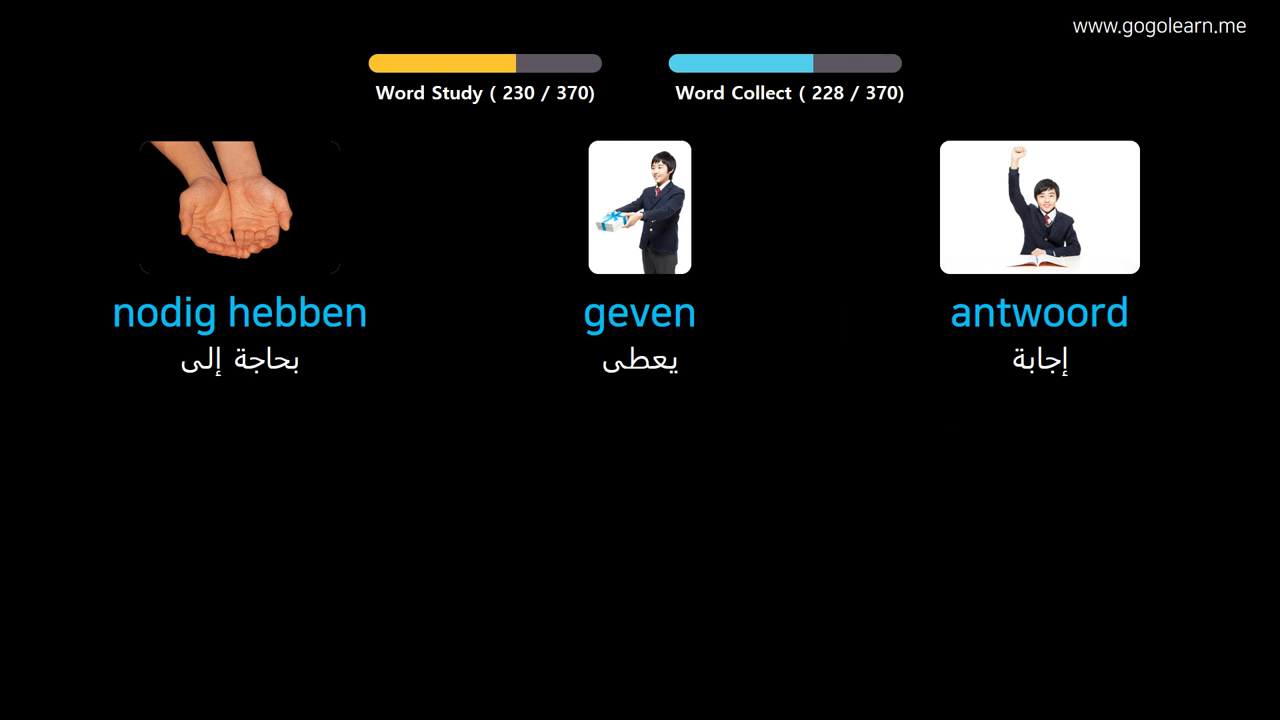 www.gogolearn.me
Word Study ( 230 / 370)
Word Collect ( 228 / 370)
nodig hebben
بحاجة إلى
geven
يعطى
antwoord
إجابة